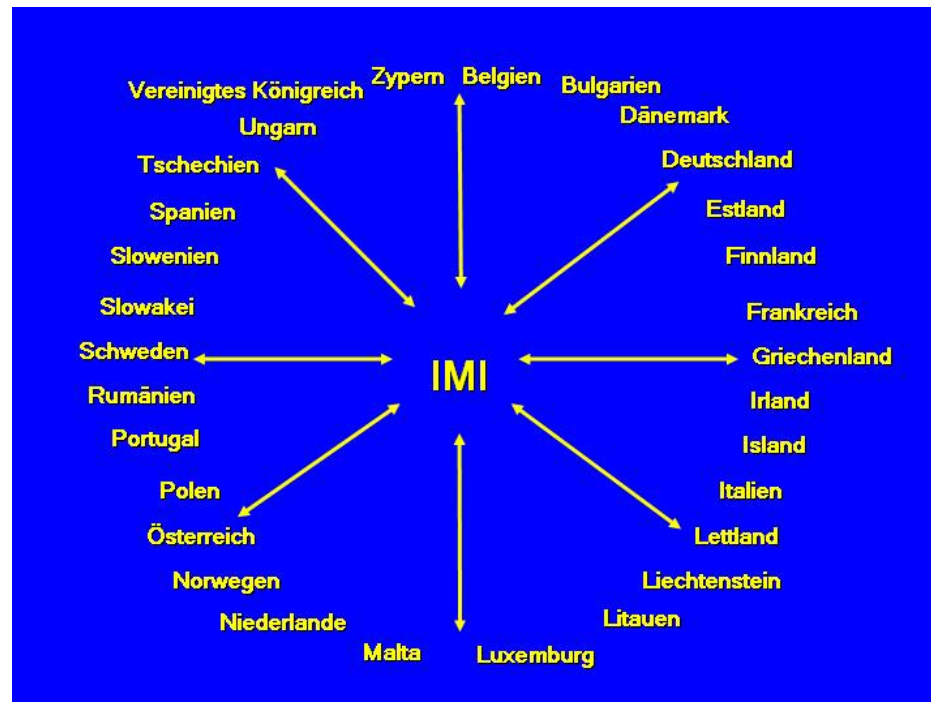 Zypern
Belgien
Bulgarien
Dänemark
Deutschland
Estland
Finnland
Frankreich
Griechenland
Irland
Island
Italien
Lettland
Liechtenstein
Litauen
Luxemburg
Malta
Niederlande
Norwegen
Österreich
Polen
Portugal
Rumänien
Schweden
Slowakei
Slowenien
Spanien
Tschechien
Ungarn
Vereinigtes Königreich
IMI